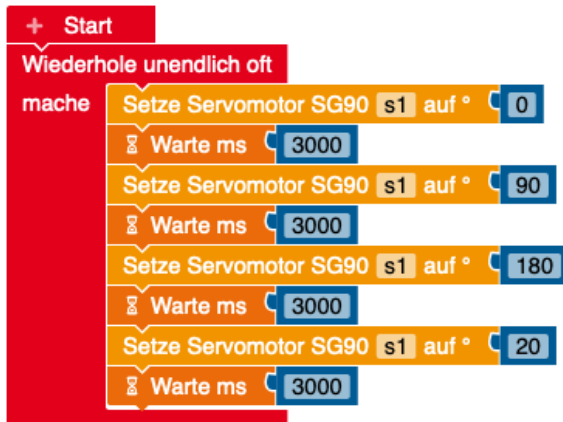 + Start
Wiederhole unendlich oft
mache Setze Servomotor SG90 s1 auf ° 0
Warte ms 3000
Setze Servomotor SG90 s1 auf ° 90
Warte ms 3000
Setze Servomotor SG90 s1 auf ° 180
Warte ms 3000
Setze Servomotor SG90 s1 auf ° 20
Warte ms 3000